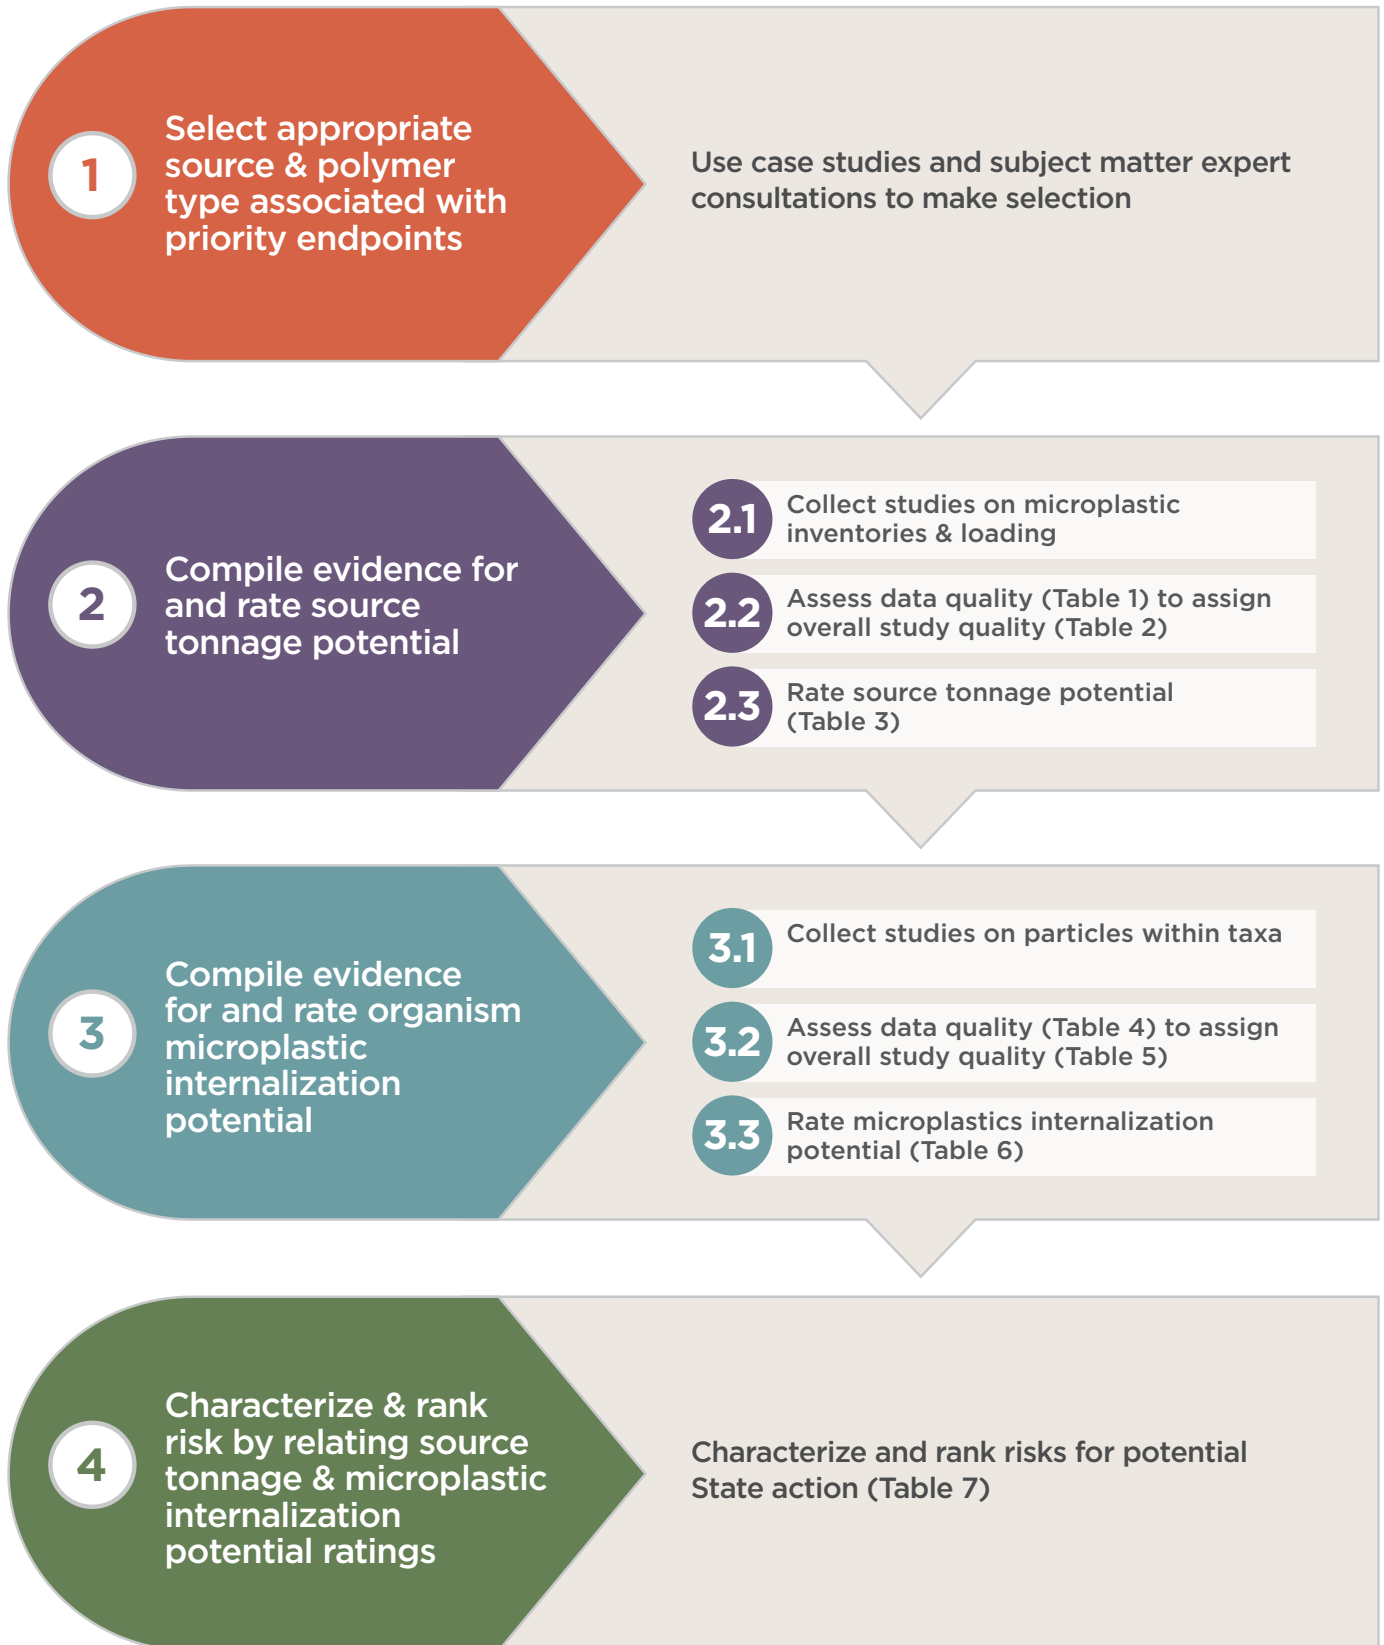 1
Select appropriate
source & polymer
type associated with
priority endpoints
Use case studies and subject matter expert
consultations to make selection
2
Compile evidence for
and rate source
tonnage potential
2.1
Collect studies on microplastic
inventories & loading
2.2
Assess data quality (Table 1) to assign
overall study quality (Table 2)
2.3
Rate source tonnage potential
(Table 3)
3
Compile evidence
for and rate organism
microplastic
internalization
potential
3.1
Collect studies on particles within taxa
3.2
Assess data quality (Table 4) to assign
overall study quality (Table 5)
3.3
Rate microplastics internalization
potential (Table 6)
4
Characterize & rank
risk by relating source
tonnage & microplastic
internalization
potential ratings
Characterize and rank risks for potential
State action (Table 7)